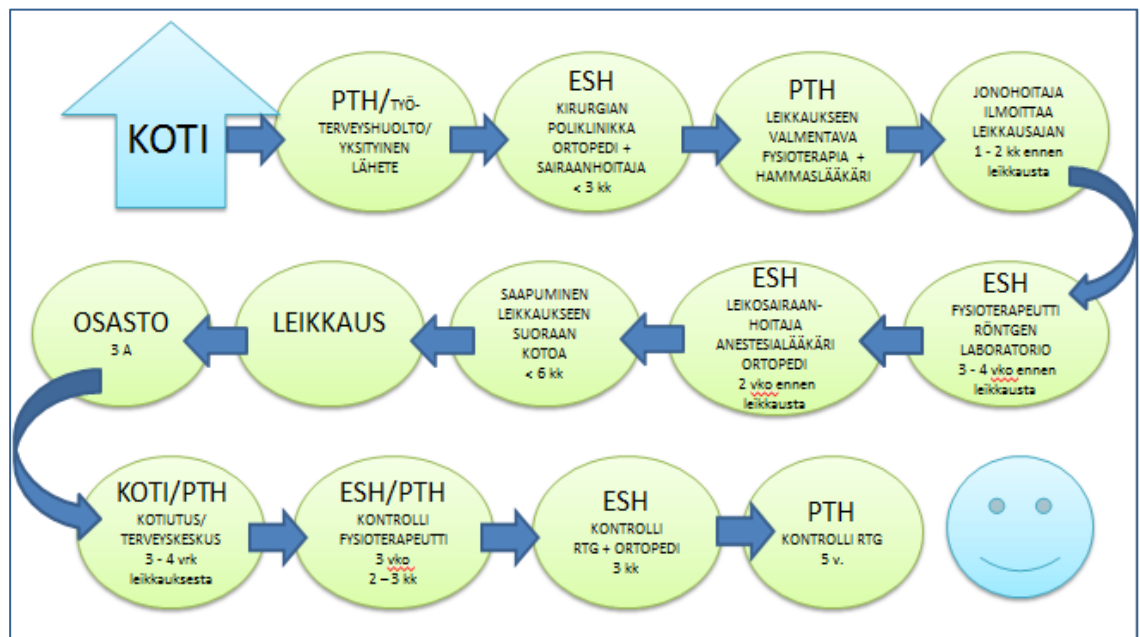 KOTI
PTH/TYÖ-
TERVEYSHUOLTO/
YKSITYINEN
LÄHETE
ESH
KIRURGIAN
POLIKLINIKKA
ORTOPEDI +
SAIRAANHOITAJA
< 3 kk
PTH
LEIKKAUKSEEN
VALMENTAVA
FYSIOTERAPIA +
HAMMASLÄÄKÄRI
JONOHOITAJA
ILMOITTAA
LEIKKAUSAJAN
1 - 2 kk ennen
leikkausta
ESH
FYSIOTERAPEUTTI
RÖNTGEN
LABORATORIO
3 - 4 vko ennen
leikkausta
ESH
LEIKOSAIRAAN-
HOITAJA
ANESTESIALÄÄKÄRI
ORTOPEDI
2 vko ennen
leikkausta
SAAPUMINEN
LEIKKAUKSEEN
SUORAAN
KOTOA
< 6 kk
LEIKKAUS
OSASTO
3 A
KOTI/PTH
KOTIUTUS/
TERVEYSKESKUS
3 - 4 vrk
leikkauksesta
ESH/PTH
KONTROLLI
FYSIOTERAPEUTTI
3 vko
2 – 3 kk
ESH
KONTROLLI
RTG + ORTOPEDI
3 kk
PTH
KONTROLLI RTG
5 v.